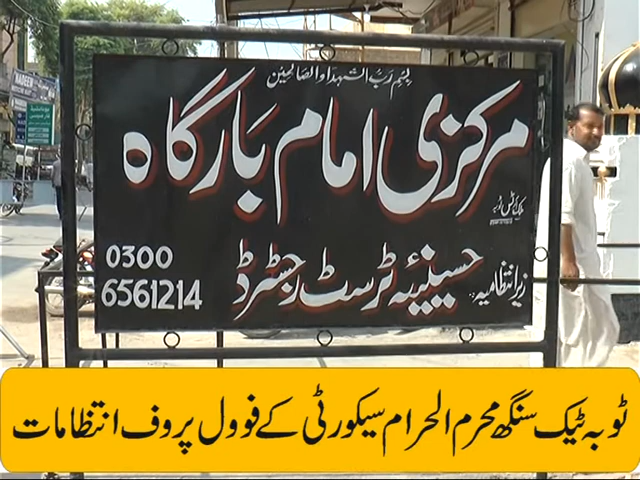 بسم رب الشہداء والصالحین
مرکزی امام بارگاہ
زیر انتظامیہ: حسینیہ ٹرسٹ رجسٹرڈ
0300
6561214
ٹوبہ ٹیک سنگھ محرم الحرام سیکورٹی کے فوول پروف انتظامات